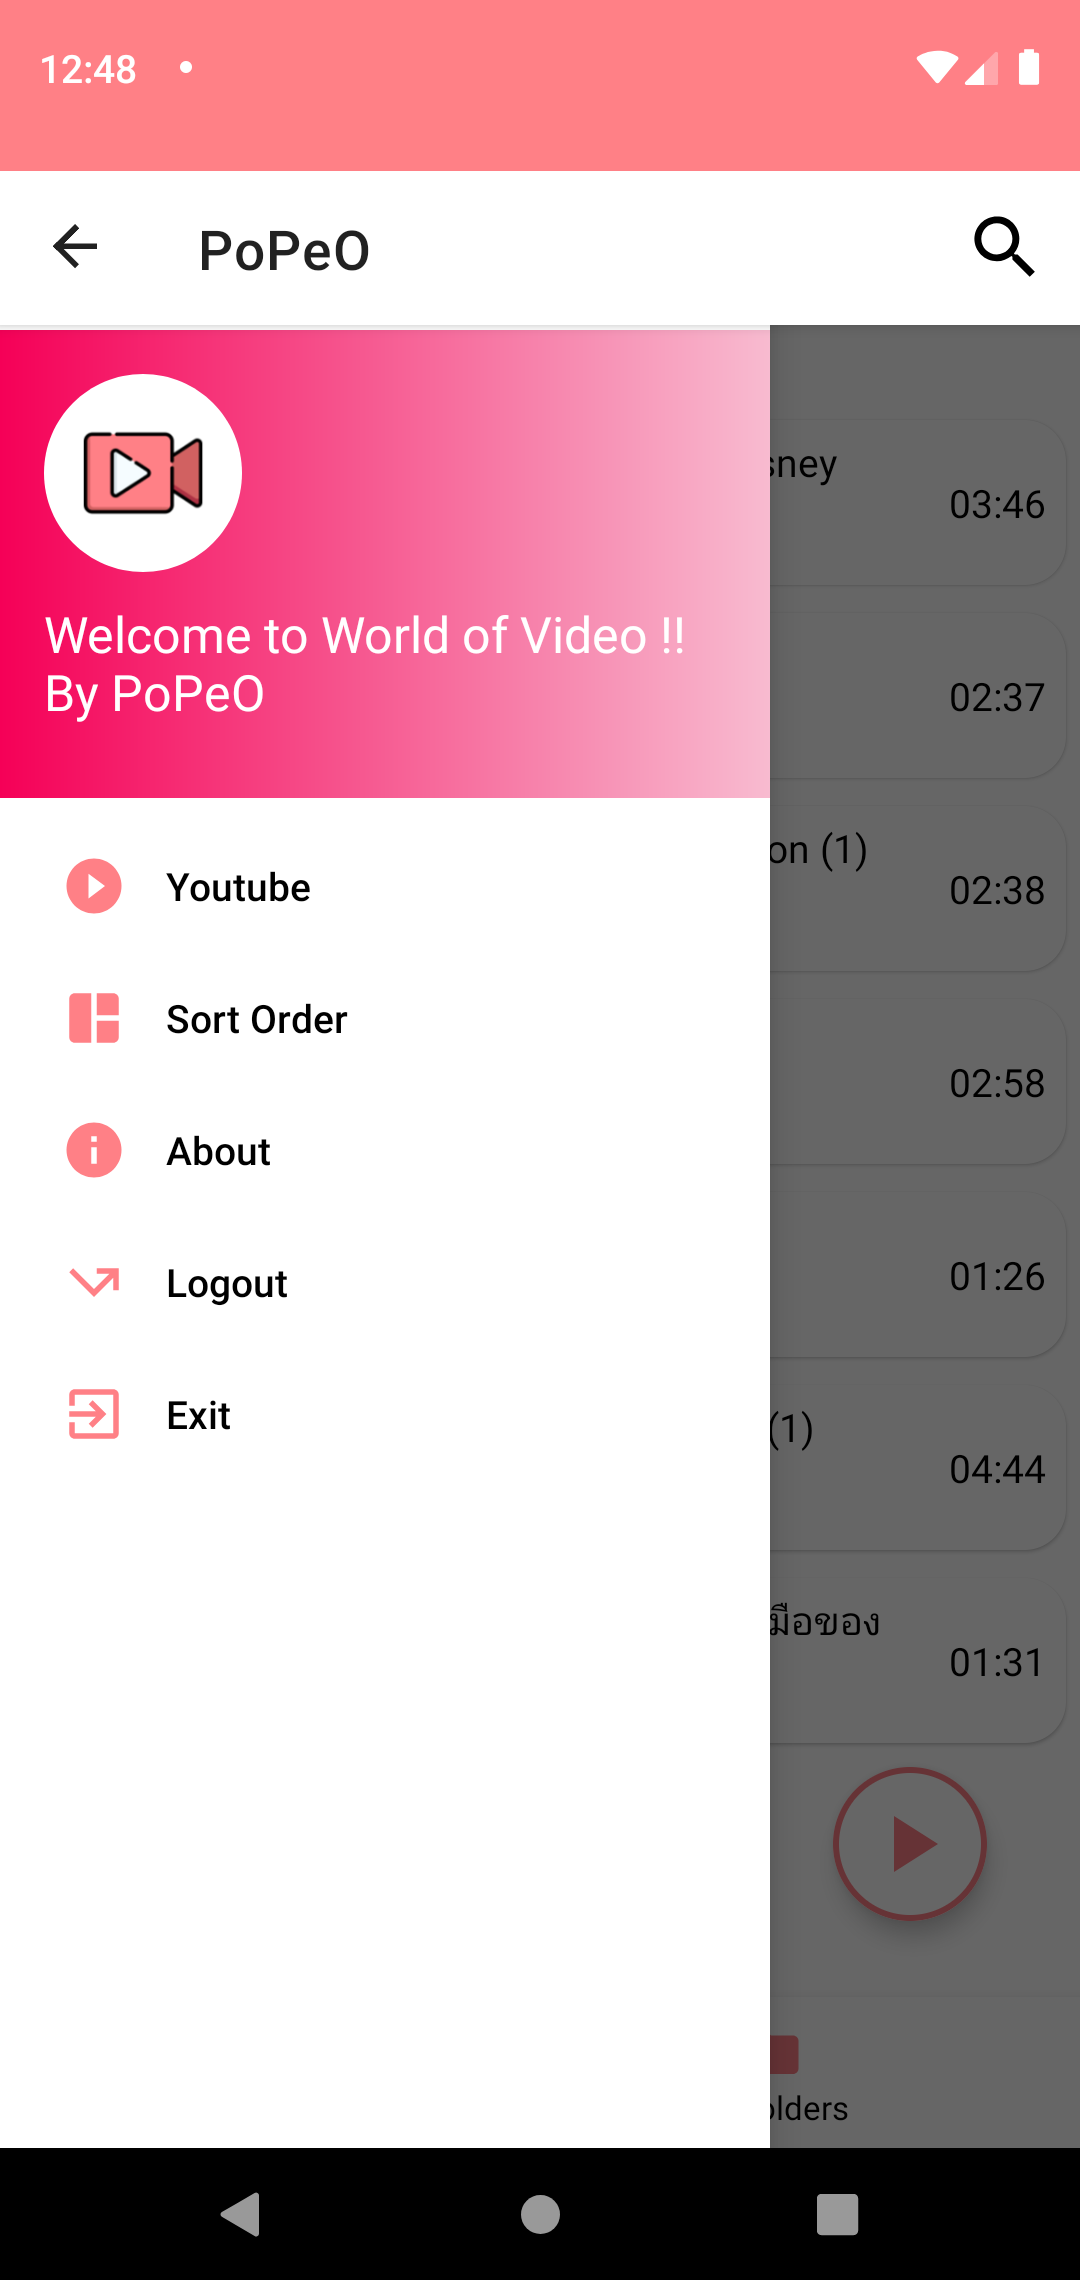 12:48
PoPeO
Welcome to World of Video !!
By PoPeO
Youtube
Sort Order
About
Logout
Exit
03:46
02:37
on (1)
02:38
02:58
01:26
(1)
04:44
มือของ
01:31